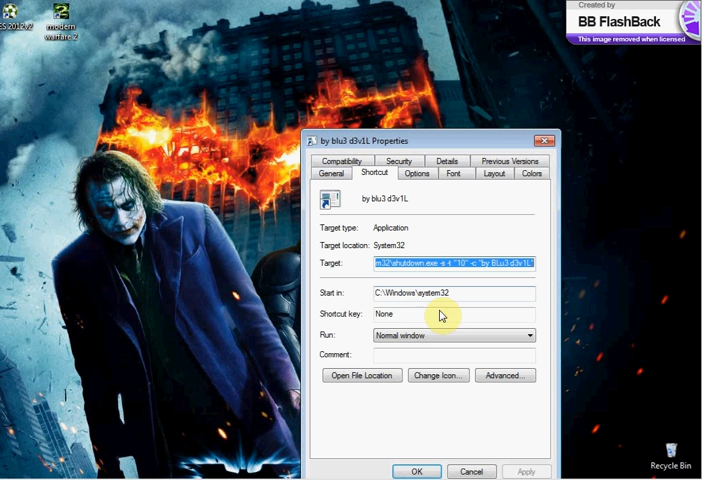 ES 2012v2
modern
warfare 2
Created by
BB FlashBack
This image removed when licensed
by blu3 d3v1L Properties
Compatibility Security Details Previous Versions
General Shortcut Options Font Layout Colors
by blu3 d3v1L
Target type: Application
Target location: System32
Target: m32\shutdown.exe -s -t "10" -c "by BLu3 d3v1L"
Start in: C:\Windows\system32
Shortcut key: None
Run: Normal window
Comment:
Open File Location Change Icon... Advanced...
OK Cancel Apply
Recycle Bin